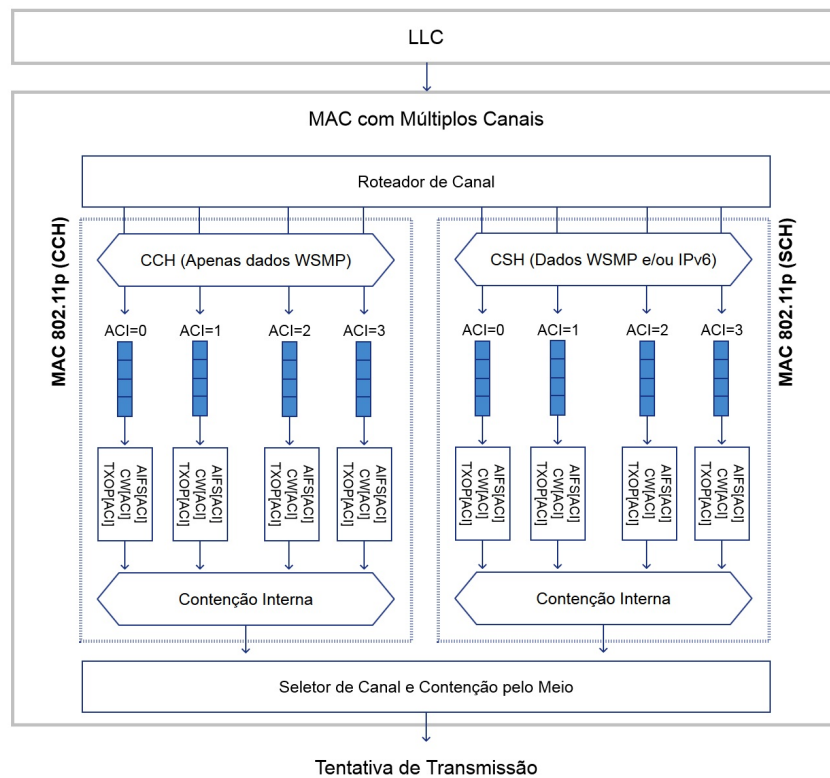 LLC
MAC com Múltiplos Canais
Roteador de Canal
MAC 802.11p (CCH)
CCH (Apenas dados WSMP)
ACI=0
ACI=1
ACI=2
ACI=3
AIFS[ACI]
CW[ACI]
TXOP[ACI]
AIFS[ACI]
CW[ACI]
TXOP[ACI]
AIFS[ACI]
CW[ACI]
TXOP[ACI]
AIFS[ACI]
CW[ACI]
TXOP[ACI]
Contenção Interna
CSH (Dados WSMP e/ou IPv6)
ACI=0
ACI=1
ACI=2
ACI=3
AIFS[ACI]
CW[ACI]
TXOP[ACI]
AIFS[ACI]
CW[ACI]
TXOP[ACI]
AIFS[ACI]
CW[ACI]
TXOP[ACI]
AIFS[ACI]
CW[ACI]
TXOP[ACI]
Contenção Interna
MAC 802.11p (SCH)
Seletor de Canal e Contenção pelo Meio
Tentativa de Transmissão